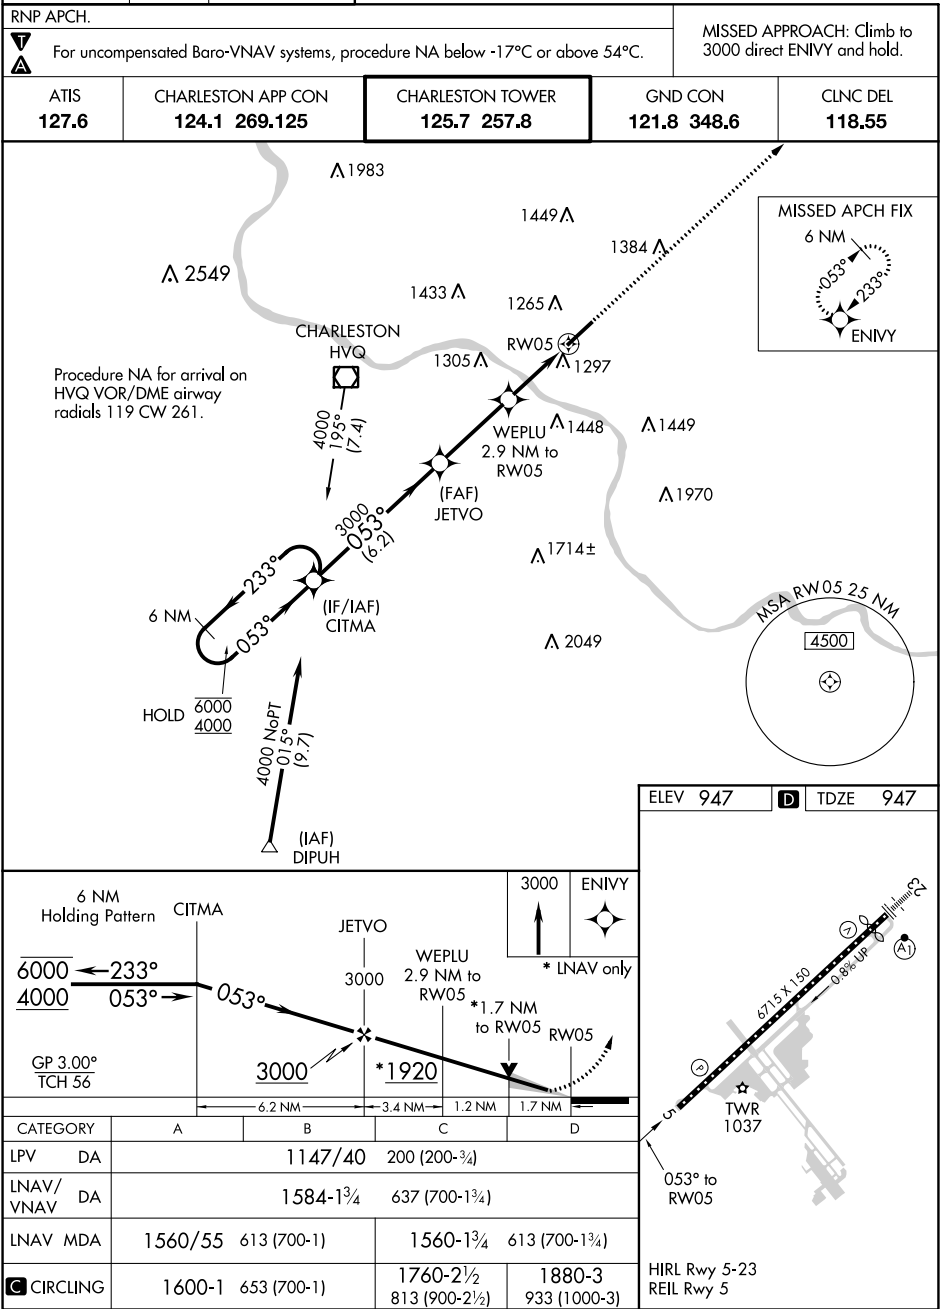 RNP APCH.
T
A
For uncompensated Baro-VNAV systems, procedure NA below -17°C or above 54°C.
MISSED APPROACH: Climb to
3000 direct ENIVY and hold.
ATIS
127.6
CHARLESTON APP CON
124.1 269.125
CHARLESTON TOWER
125.7 257.8
GND CON
121.8 348.6
CLNC DEL
118.55
1983
1449
1384
2549
1433
1265
MISSED APCH FIX
6 NM
053°
233°
ENIVY
CHARLESTON
HVQ
RW05
1305
1297
Procedure NA for arrival on
HVQ VOR/DME airway
radials 119 CW 261.
4000
195°
(7.4)
WEPLU
2.9 NM to
RW05
1448
1449
(FAF)
JETVO
1970
3000
053°
(6.2)
1714±
233°
053°
6 NM
(IF/IAF)
CITMA
2049
HOLD
6000
4000
MSA RW05 25 NM
4500
4000 NoPT
015°
(9.7)
(IAF)
DIPUH
ELEV 947
D
TDZE 947
6 NM
Holding Pattern
CITMA
JETVO
3000
WEPLU
2.9 NM to
RW05
*1.7 NM
to RW05
RW05
3000
ENIVY
* LNAV only
6000
233°
4000
053°
053°
GP 3.00°
TCH 56
3000
*1920
6.2 NM
3.4 NM
1.2 NM
1.7 NM
23
V
A1
0.8% UP
6715 X 150
P
5
TWR
1037
053° to
RW05
HIRL Rwy 5-23
REIL Rwy 5
CATEGORY A B C D
LPV DA 1147/40 200 (200-¾)
LNAV/
VNAV DA 1584-1¾ 637 (700-1¾)
LNAV MDA 1560/55 613 (700-1) 1560-1¾ 613 (700-1¾)
C CIRCLING 1600-1 653 (700-1)
1760-2½
813 (900-2½)
1880-3
933 (1000-3)